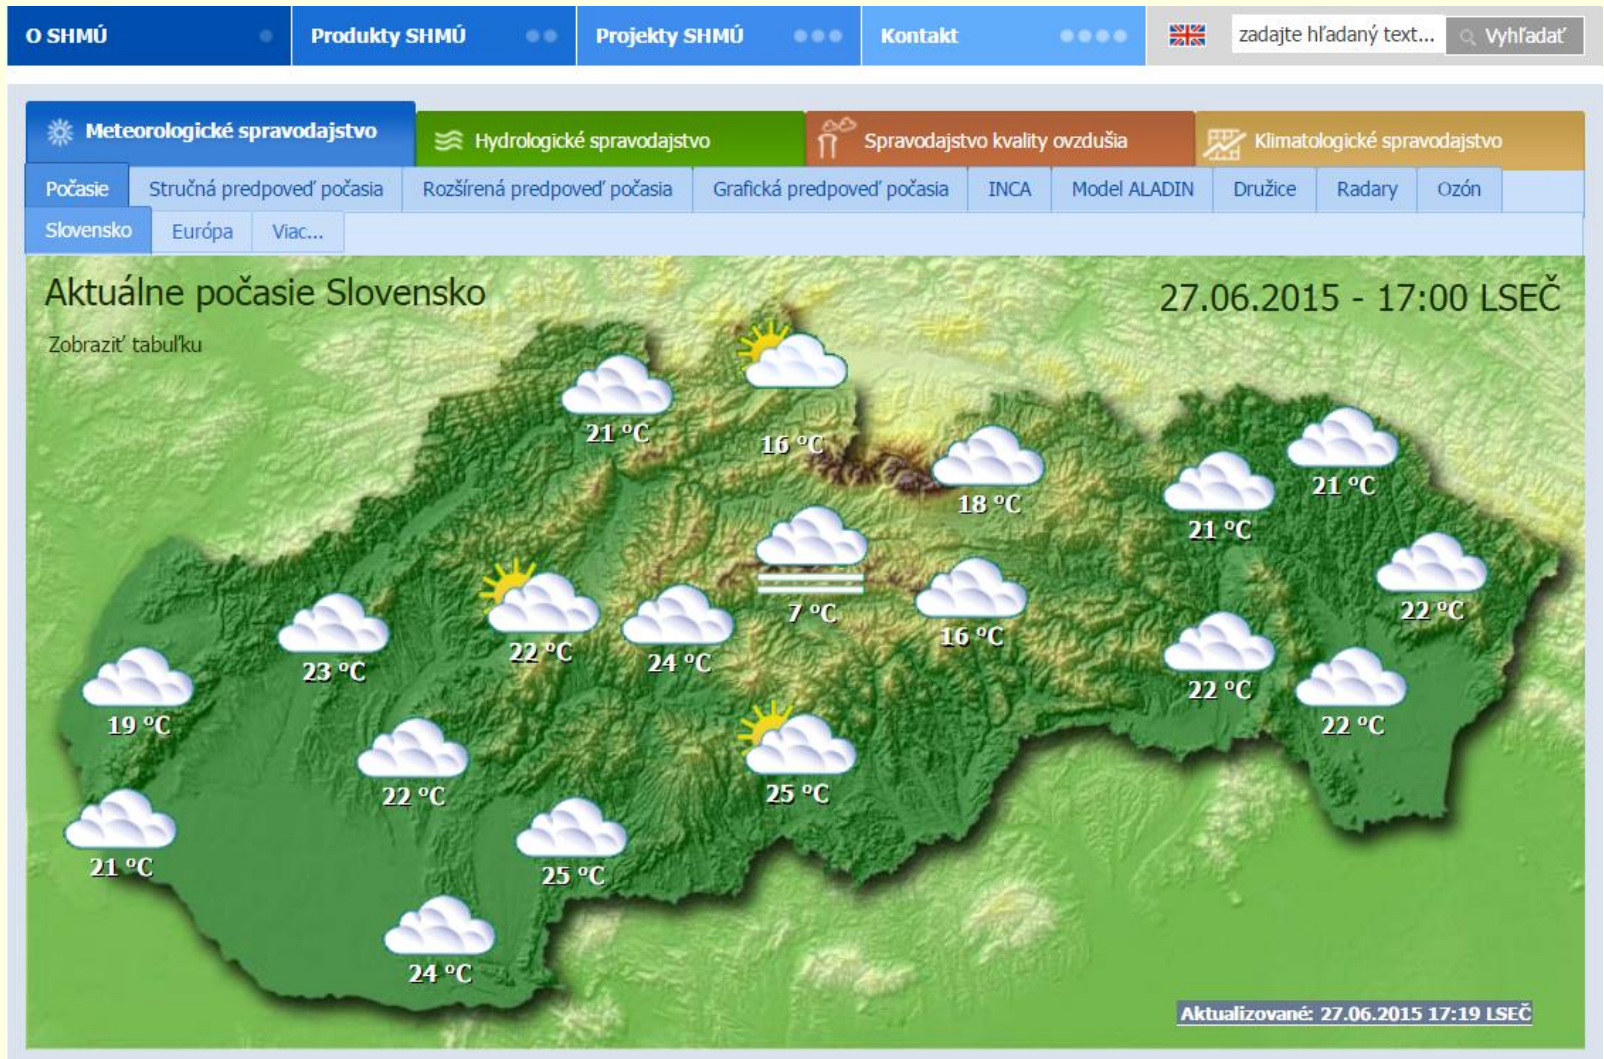 O SHMÚ Produkty SHMÚ Projekty SHMÚ Kontakt zadajte hľadaný text... Vyhľadať
Meteorologické spravodajstvo Hydrologické spravodajstvo Spravodajstvo kvality ovzdušia Klimatologické spravodajstvo
Počasie Stručná predpoveď počasia Rozšírená predpoveď počasia Grafická predpoveď počasia INCA Model ALADIN Družice Radary Ozón
Slovensko Európa Viac...
Aktuálne počasie Slovensko 27.06.2015 - 17:00 LSEČ
Zobraziť tabuľku
21 °C
16 °C
18 °C
21 °C
21 °C
7 °C
22 °C
16 °C
22 °C
24 °C
23 °C
22 °C
19 °C
22 °C
22 °C
25 °C
21 °C
25 °C
24 °C
Aktualizované: 27.06.2015 17:19 LSEČ